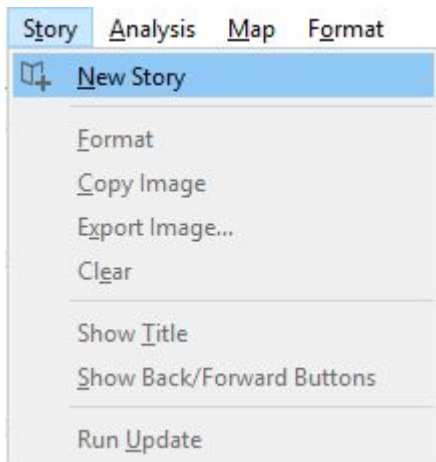 Story Analysis Map Format
New Story
Format
Copy Image
Export Image...
Clear
Show Title
Show Back/Forward Buttons
Run Update